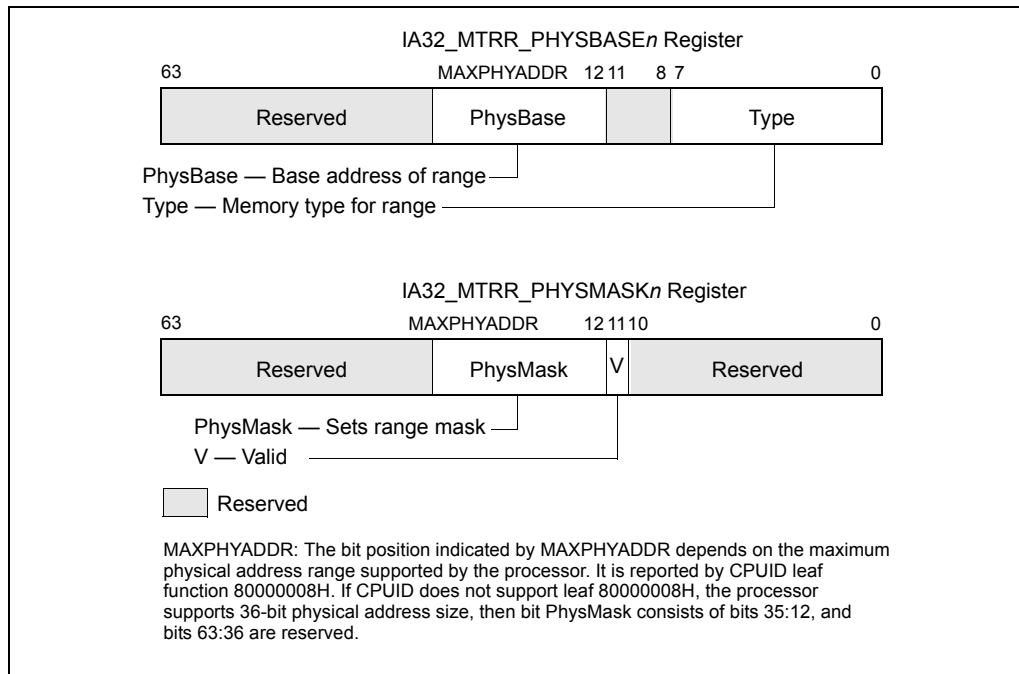 IA32_MTRR_PHYSBASEn Register
63 MAXPHYADDR 12 11 8 7 0
Reserved PhysBase Type
PhysBase — Base address of range
Type — Memory type for range
IA32_MTRR_PHYSMASKn Register
63 MAXPHYADDR 12 11 10 0
Reserved PhysMask V Reserved
PhysMask — Sets range mask
V — Valid
Reserved
MAXPHYADDR: The bit position indicated by MAXPHYADDR depends on the maximum
physical address range supported by the processor. It is reported by CPUID leaf
function 80000008H. If CPUID does not support leaf 80000008H, the processor
supports 36-bit physical address size, then bit PhysMask consists of bits 35:12, and
bits 63:36 are reserved.